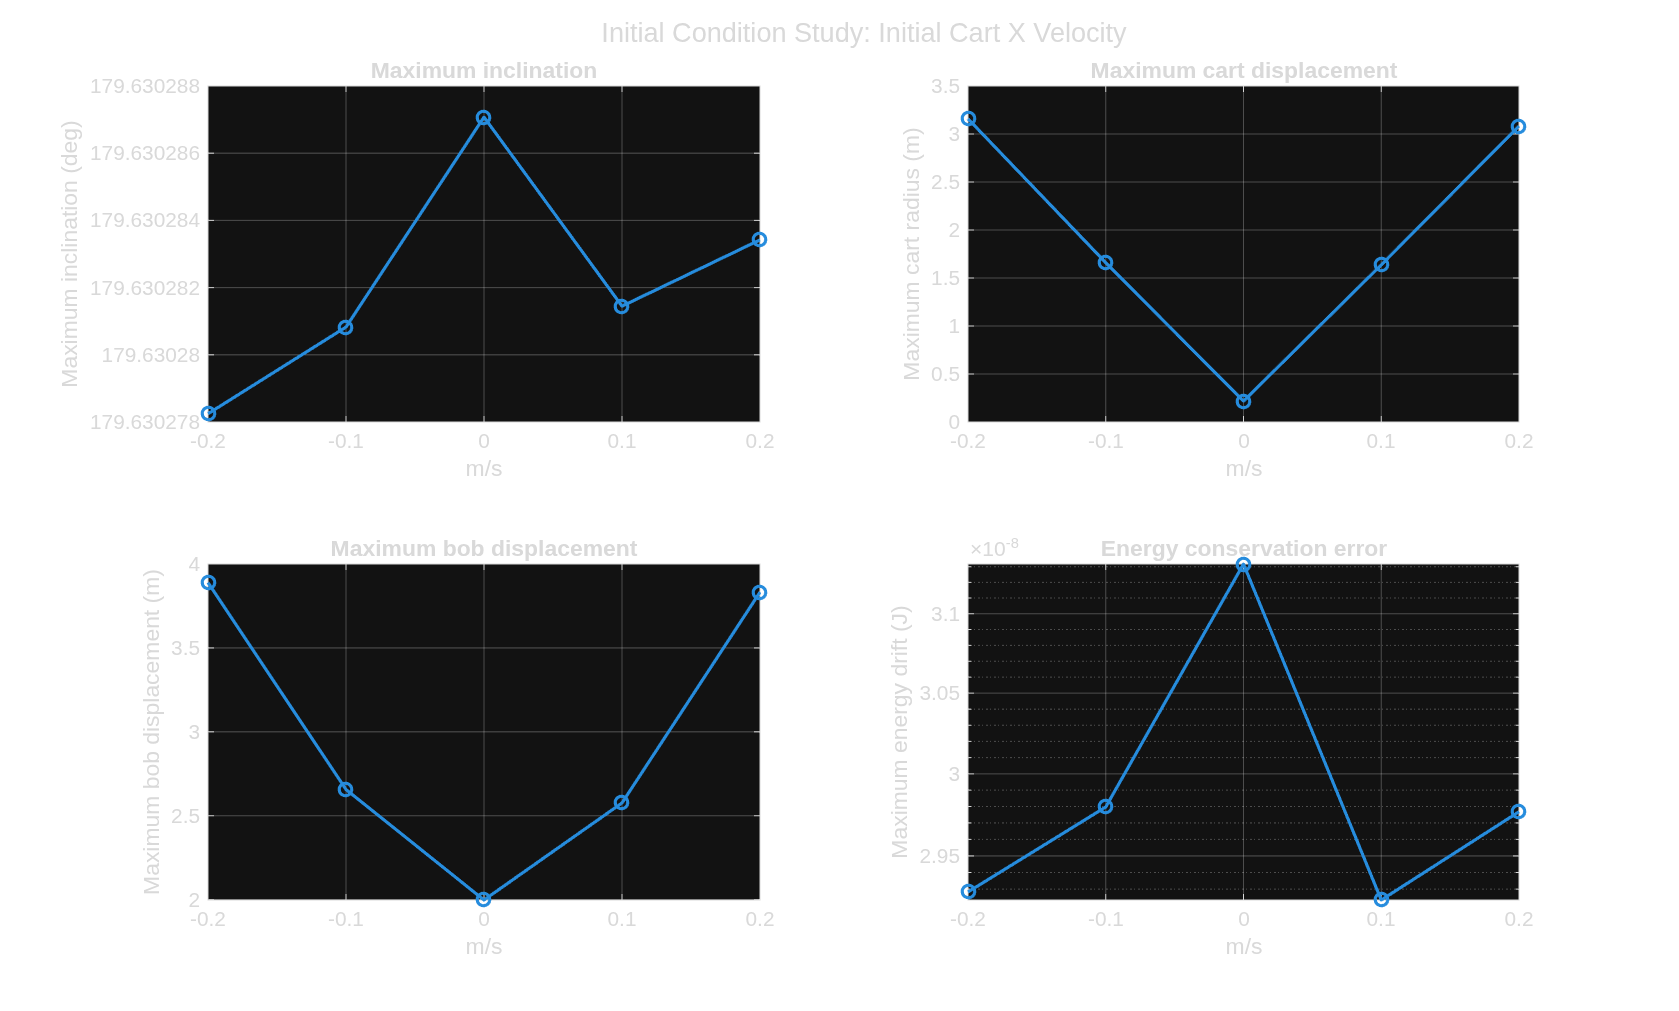 Initial Condition Study: Initial Cart X Velocity
Maximum inclination
Maximum inclination (deg)
179.630288
179.630286
179.630284
179.630282
179.63028
179.630278
-0.2 -0.1 0 0.1 0.2
m/s
Maximum cart displacement
Maximum cart radius (m)
3.5
3
2.5
2
1.5
1
0.5
0
-0.2 -0.1 0 0.1 0.2
m/s
Maximum bob displacement
Maximum bob displacement (m)
4
3.5
3
2.5
2
-0.2 -0.1 0 0.1 0.2
m/s
×10⁻⁸ Energy conservation error
Maximum energy drift (J)
3.1
3.05
3
2.95
-0.2 -0.1 0 0.1 0.2
m/s